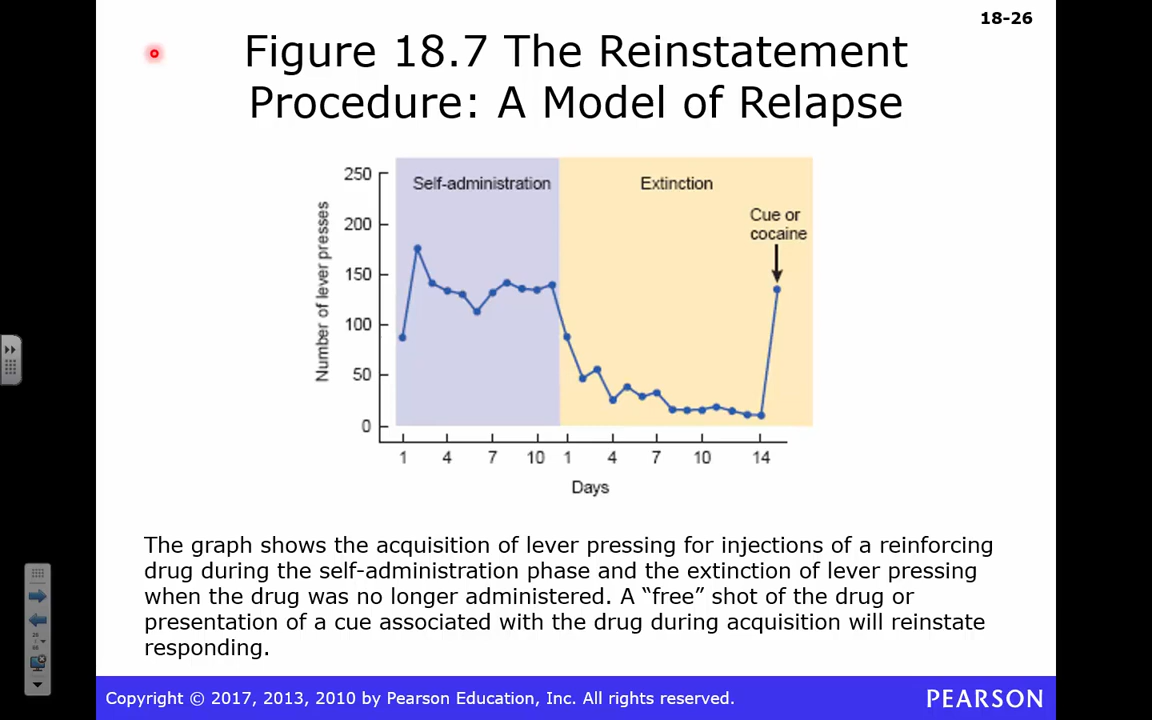 18-26
Figure 18.7 The Reinstatement
Procedure: A Model of Relapse
250
200
150
100
50
0
Number of lever presses
Self-administration
Extinction
Cue or
cocaine
1 4 7 10 1 4 7 10 14
Days
The graph shows the acquisition of lever pressing for injections of a reinforcing
drug during the self-administration phase and the extinction of lever pressing
when the drug was no longer administered. A “free” shot of the drug or
presentation of a cue associated with the drug during acquisition will reinstate
responding.
Copyright © 2017, 2013, 2010 by Pearson Education, Inc. All rights reserved.
PEARSON